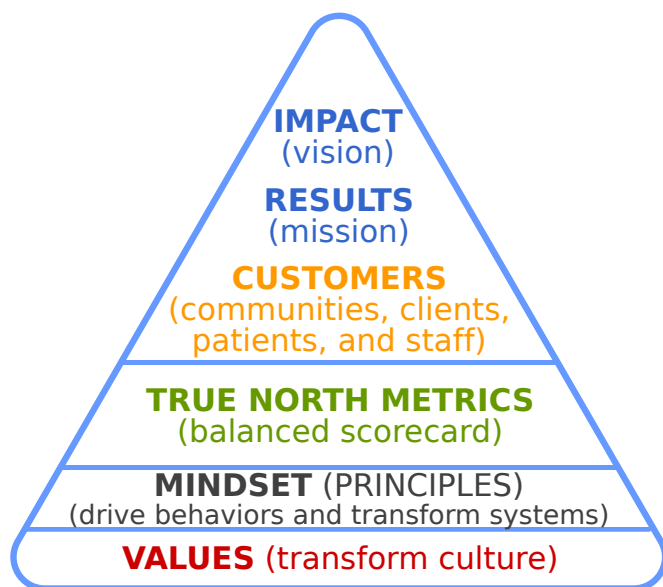 IMPACT
(vision)
RESULTS
(mission)
CUSTOMERS
(communities, clients,
patients, and staff)
TRUE NORTH METRICS
(balanced scorecard)
MINDSET (PRINCIPLES)
(drive behaviors and transform systems)
VALUES (transform culture)